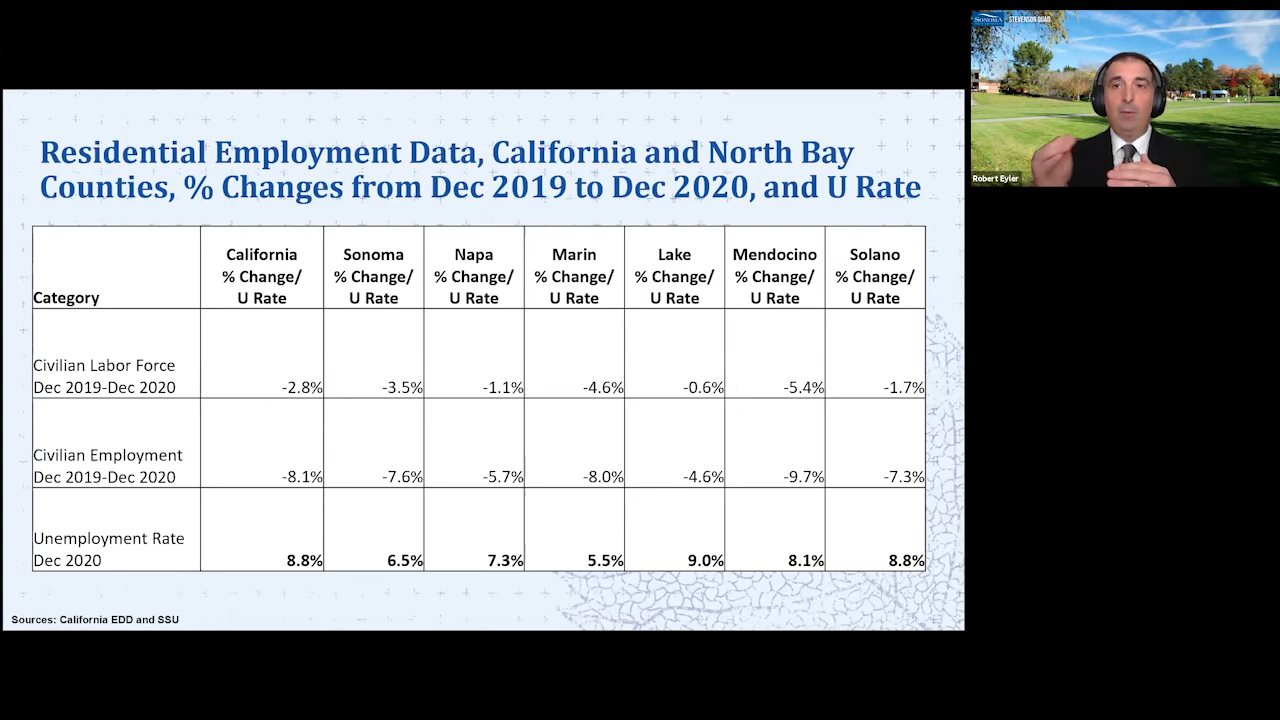 Residential Employment Data, California and North Bay
Counties, % Changes from Dec 2019 to Dec 2020, and U Rate
Category
California
% Change/
U Rate
Sonoma
% Change/
U Rate
Napa
% Change/
U Rate
Marin
% Change/
U Rate
Lake
% Change/
U Rate
Mendocino
% Change/
U Rate
Solano
% Change/
U Rate
Civilian Labor Force
Dec 2019-Dec 2020 -2.8% -3.5% -1.1% -4.6% -0.6% -5.4% -1.7%
Civilian Employment
Dec 2019-Dec 2020 -8.1% -7.6% -5.7% -8.0% -4.6% -9.7% -7.3%
Unemployment Rate
Dec 2020 8.8% 6.5% 7.3% 5.5% 9.0% 8.1% 8.8%
Sources: California EDD and SSU
SONOMA STEVENSON QUAD
Robert Eyler